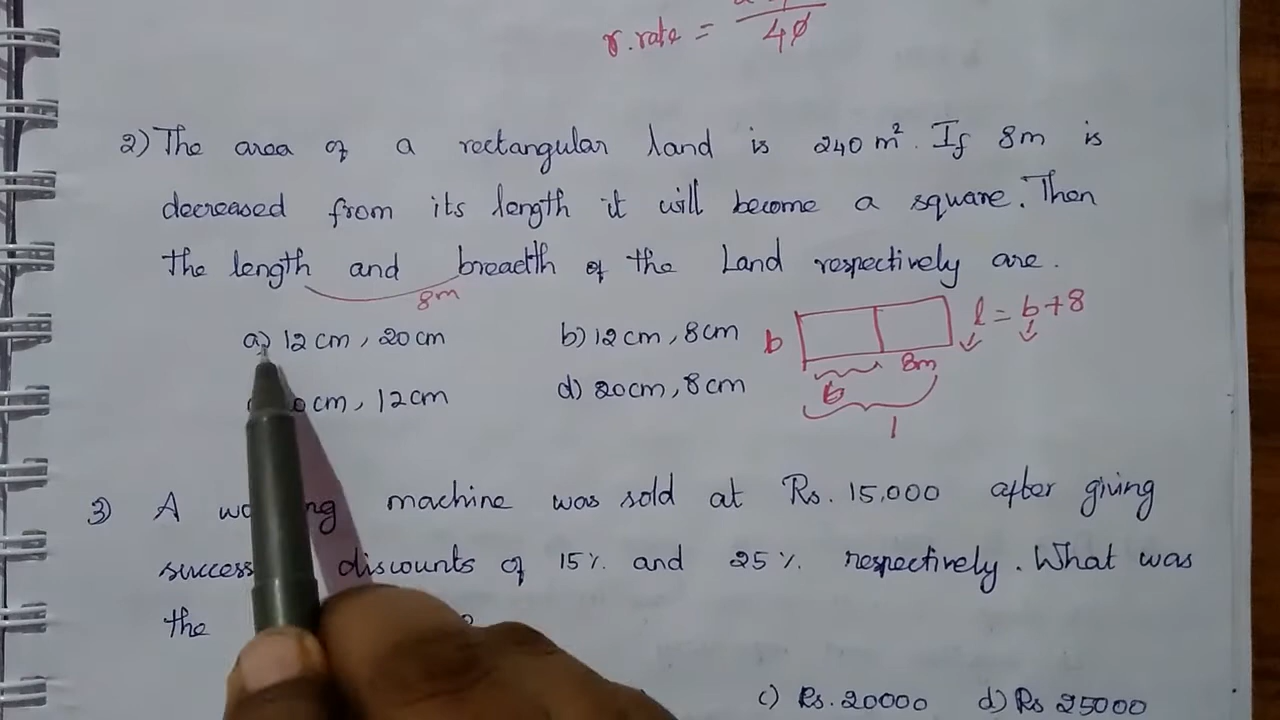 r.rate = 40
2) The area of a rectangular land is 240 m². If 8m is
decreased from its length it will become a square. Then
the length and breadth of the Land respectively are.
8m
a) 12 cm, 20 cm b) 12 cm, 8 cm
cm, 12 cm d) 20 cm, 8 cm
b l = b + 8
b 8m
l
3) A machine was sold at Rs. 15,000 after giving
discounts of 15% and 25% respectively. What was
the
c) Rs. 20000 d) Rs 25000